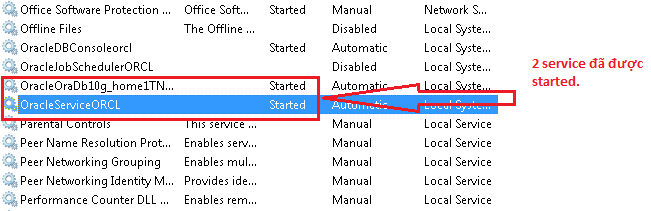 Office Software Protection ... Office Soft... Started Manual Network S...
Offline Files The Offline ... Disabled Local Syste...
OracleDBConsoleorcl Started Automatic Local Syste...
OracleJobSchedulerORCL Disabled Local Syste...
OracleOraDb10g_home1TN... Started Automatic Local Syste...
OracleServiceORCL Started Automatic Local Syste...
Parental Controls This service ... Manual Local Service
Peer Name Resolution Prot... Enables serv... Manual Local Service
Peer Networking Grouping Enables mul... Manual Local Service
Peer Networking Identity M... Provides ide... Manual Local Service
Performance Counter DLL ... Enables rem... Manual Local Service
2 service đã được
started.